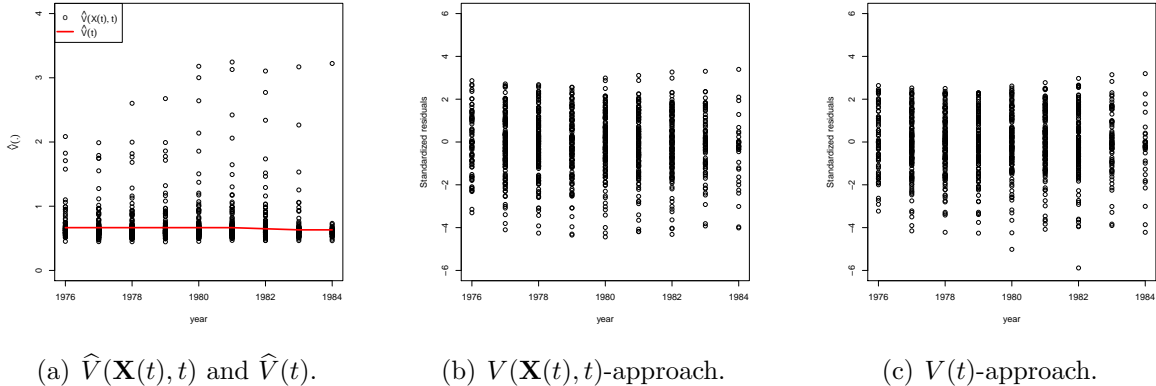 V̂(X(t), t)
V̂(t)
4
3
2
1
0
V̂(.)
1976 1978 1980 1982 1984
year
6
4
2
0
−2
−4
−6
Standardized residuals
1976 1978 1980 1982 1984
year
6
4
2
0
−2
−4
−6
Standardized residuals
1976 1978 1980 1982 1984
year
(a) V̂(X(t), t) and V̂(t).
(b) V(X(t), t)-approach.
(c) V(t)-approach.